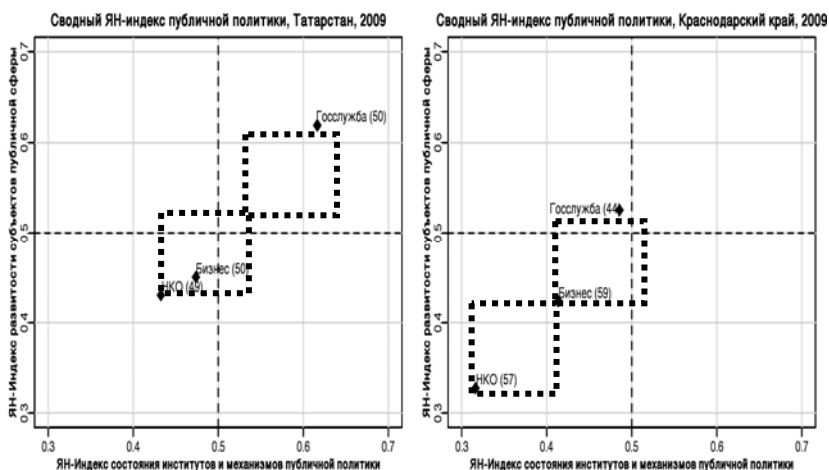 Сводный ЯН-индекс публичной политики, Татарстан, 2009
ЯН-Индекс развитости субъектов публичной сферы
0.7
0.6
0.5
0.4
0.3
Госслужба (50)
Бизнес (50)
НКО (49)
0.3 0.4 0.5 0.6 0.7
ЯН-Индекс состояния институтов и механизмов публичной политики
Сводный ЯН-индекс публичной политики, Краснодарский край, 2009
ЯН-Индекс развитости субъектов публичной сферы
0.7
0.6
0.5
0.4
0.3
Госслужба (44)
Бизнес (59)
НКО (57)
0.3 0.4 0.5 0.6 0.7
ЯН-Индекс состояния институтов и механизмов публичной политики